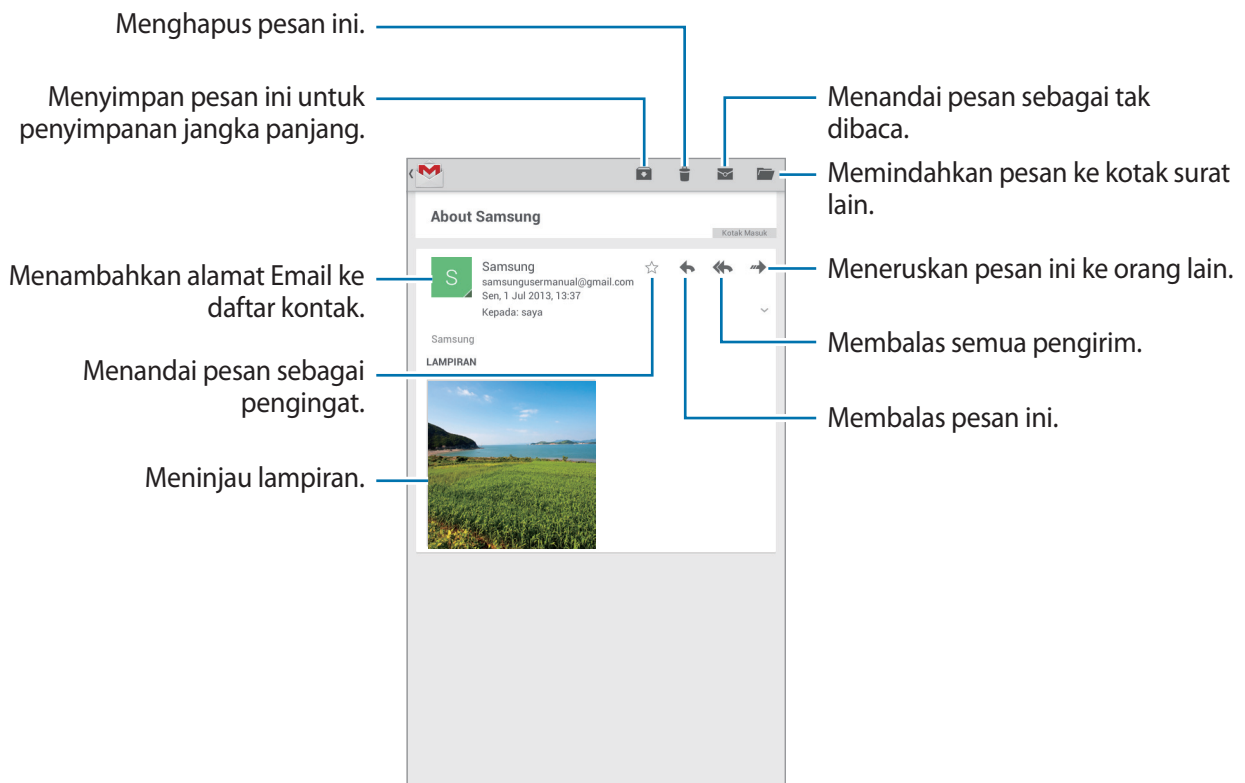 Menghapus pesan ini.
Menyimpan pesan ini untuk
penyimpanan jangka panjang.
Menandai pesan sebagai tak
dibaca.
Memindahkan pesan ke kotak surat
lain.
About Samsung
Kotak Masuk
Menambahkan alamat Email ke
daftar kontak.
S
Samsung
samsungusermanual@gmail.com
Sen, 1 Jul 2013, 13:37
Kepada: saya
Meneruskan pesan ini ke orang lain.
Samsung
LAMPIRAN
Membalas semua pengirim.
Menandai pesan sebagai
pengingat.
Membalas pesan ini.
Meninjau lampiran.